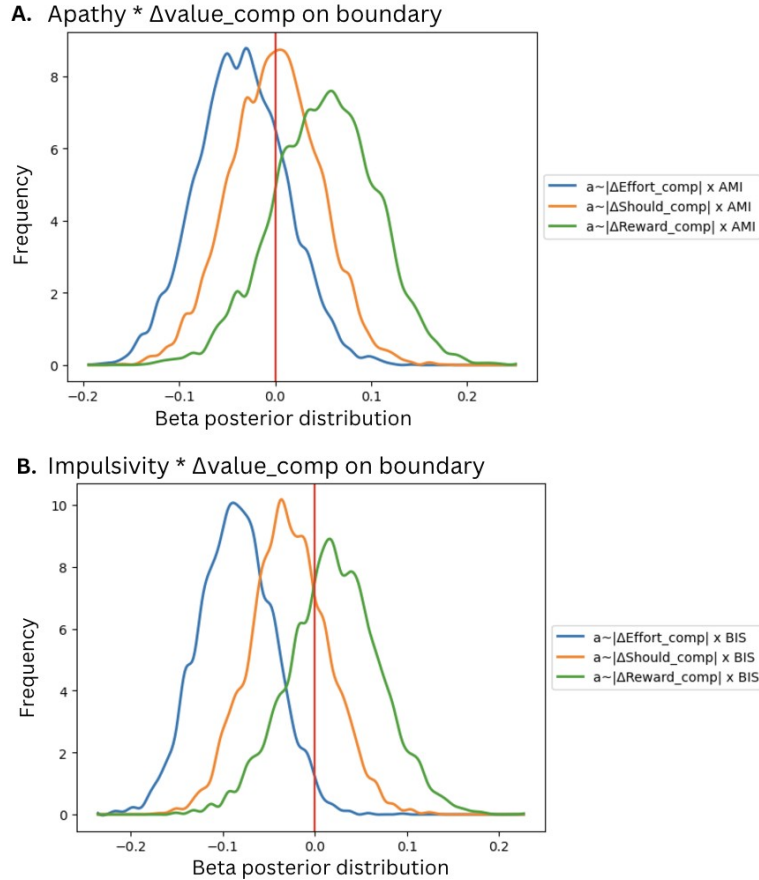 A. Apathy * Δvalue_comp on boundary
8
6
4
2
0
Frequency
−0.2
−0.1
0.0
0.1
0.2
Beta posterior distribution
a~|ΔEffort_comp| x AMI
a~|ΔShould_comp| x AMI
a~|ΔReward_comp| x AMI
B. Impulsivity * Δvalue_comp on boundary
10
8
6
4
2
0
Frequency
−0.2
−0.1
0.0
0.1
0.2
Beta posterior distribution
a~|ΔEffort_comp| x BIS
a~|ΔShould_comp| x BIS
a~|ΔReward_comp| x BIS